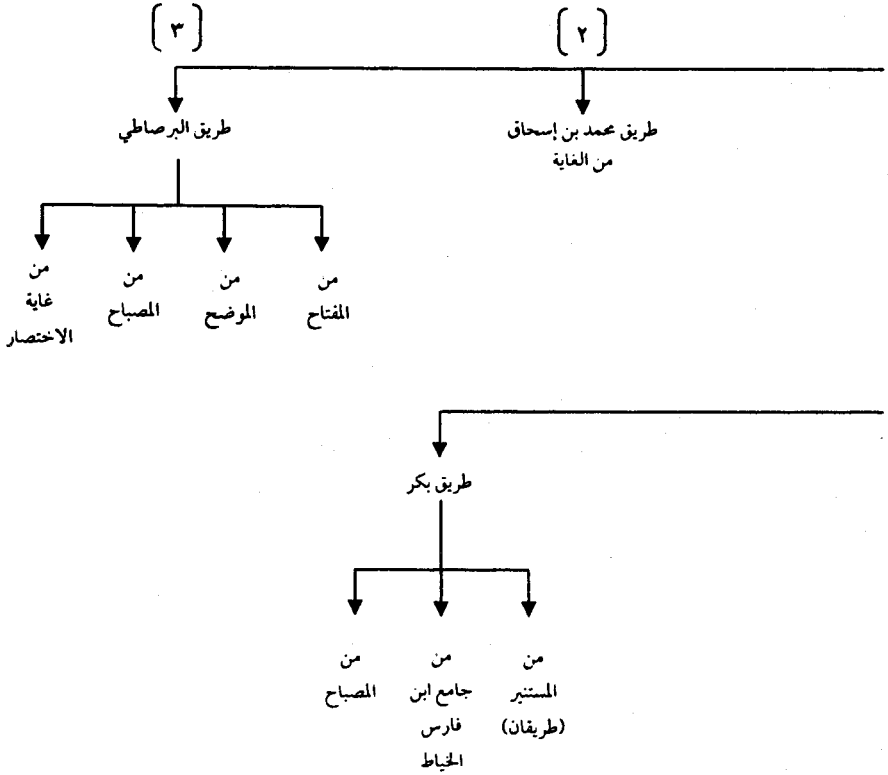 [٢]
[٣]
طريق محمد بن إسحاق
من الغاية
طريق البرصاطي
من
المفتاح
من
الموضح
من
المصباح
من
غاية
الاختصار
طريق بكر
من
المستنير
(طريقان)
من
جامع ابن
فارس
الخياط
من
المصباح